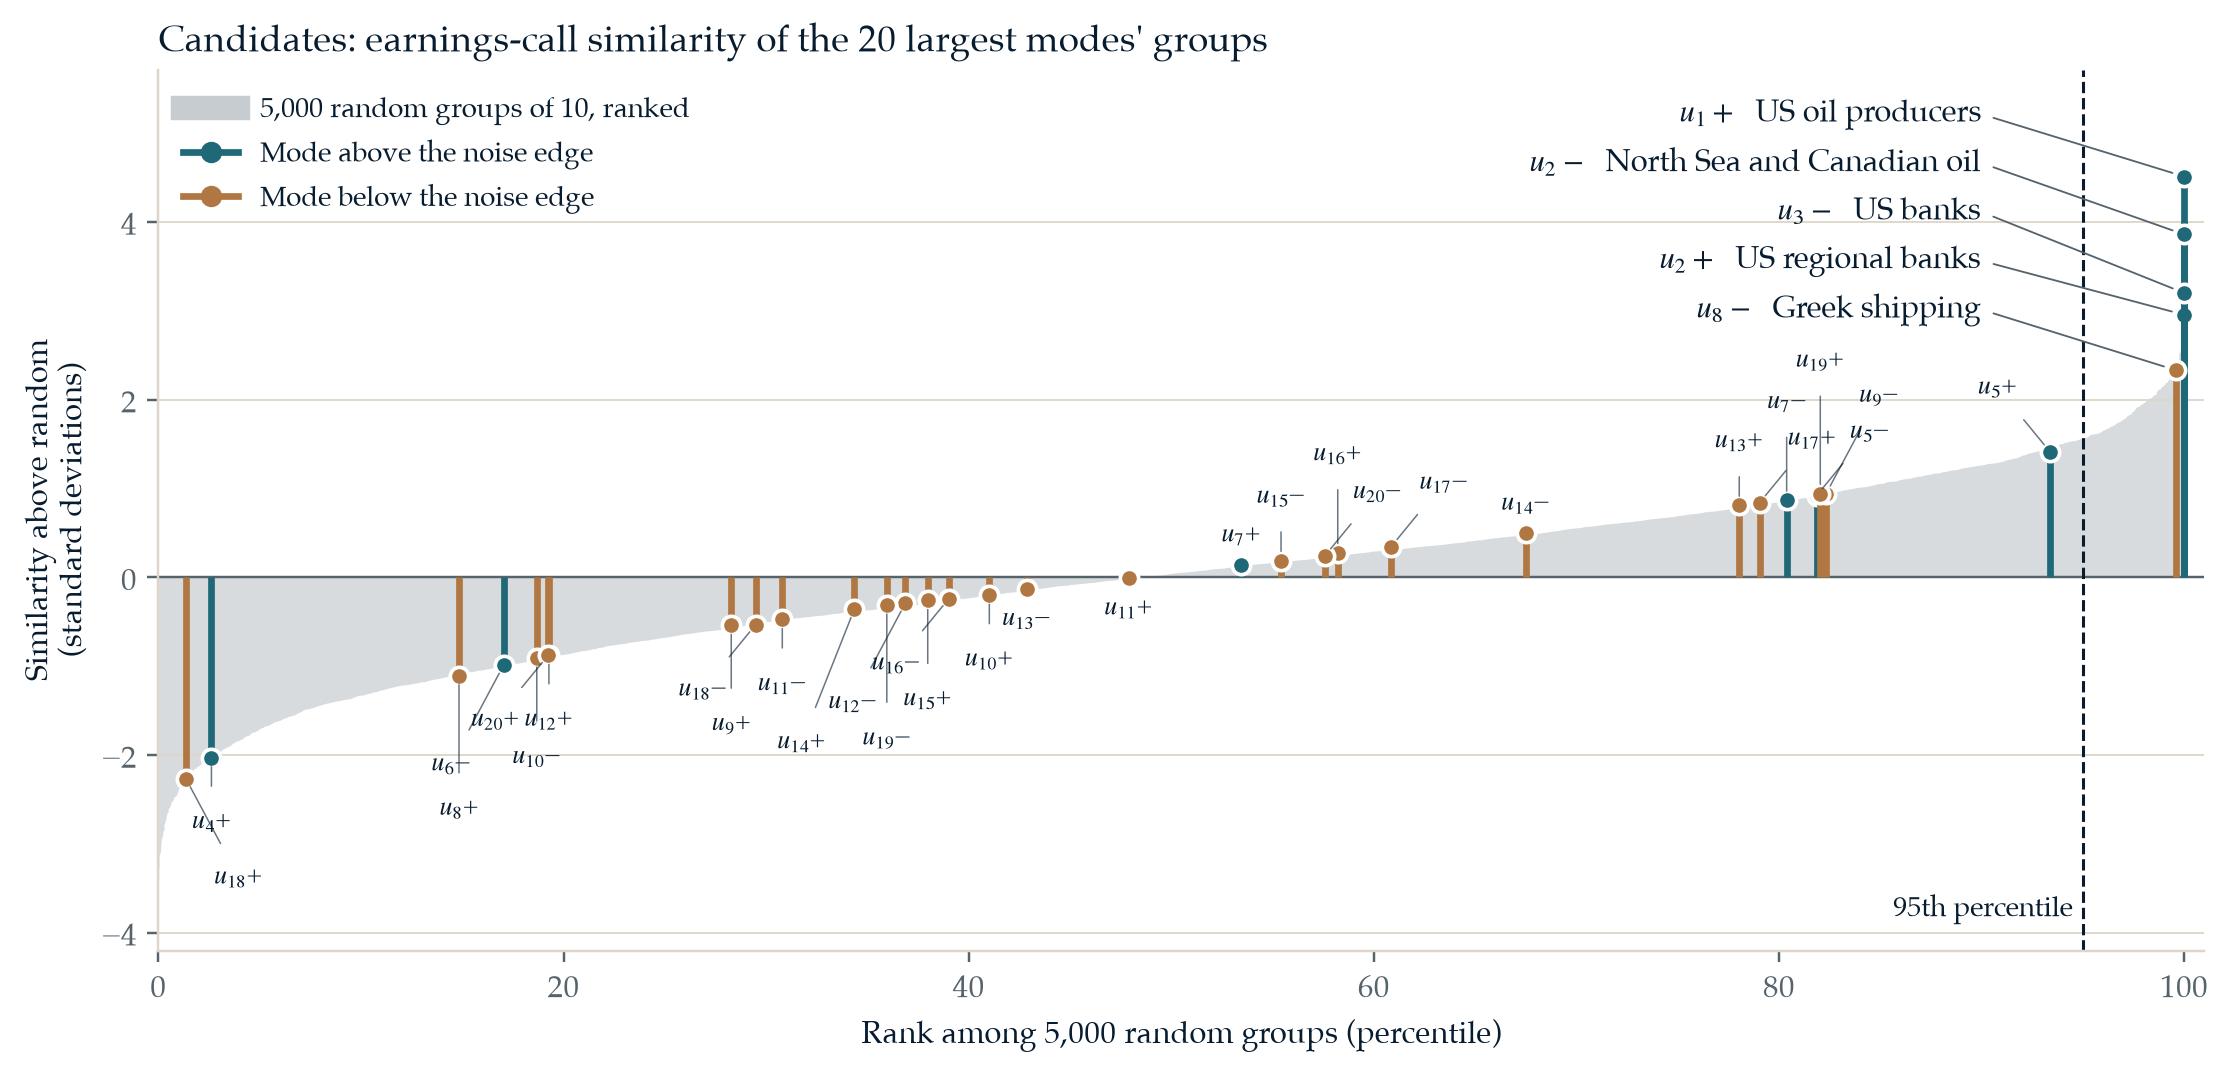 Candidates: earnings-call similarity of the 20 largest modes' groups
5,000 random groups of 10, ranked
Mode above the noise edge
Mode below the noise edge
u₁ + US oil producers
u₂ − North Sea and Canadian oil
u₃ − US banks
u₂ + US regional banks
u₈ − Greek shipping
u₁₉+
u₅+
u₇−
u₉−
u₁₃+
u₁₇+
u₅−
u₁₆+
u₁₅−
u₂₀−
u₁₇−
u₁₄−
u₇+
u₁₁+
u₁₃−
u₁₀+
u₁₆−
u₁₈−
u₁₁−
u₁₂−
u₁₅+
u₉+
u₁₄+
u₁₉−
u₂₀+
u₁₂+
u₁₀−
u₆−
u₈+
u₄+
u₁₈+
95th percentile
4
2
0
−2
−4
Similarity above random
(standard deviations)
0
20
40
60
80
100
Rank among 5,000 random groups (percentile)